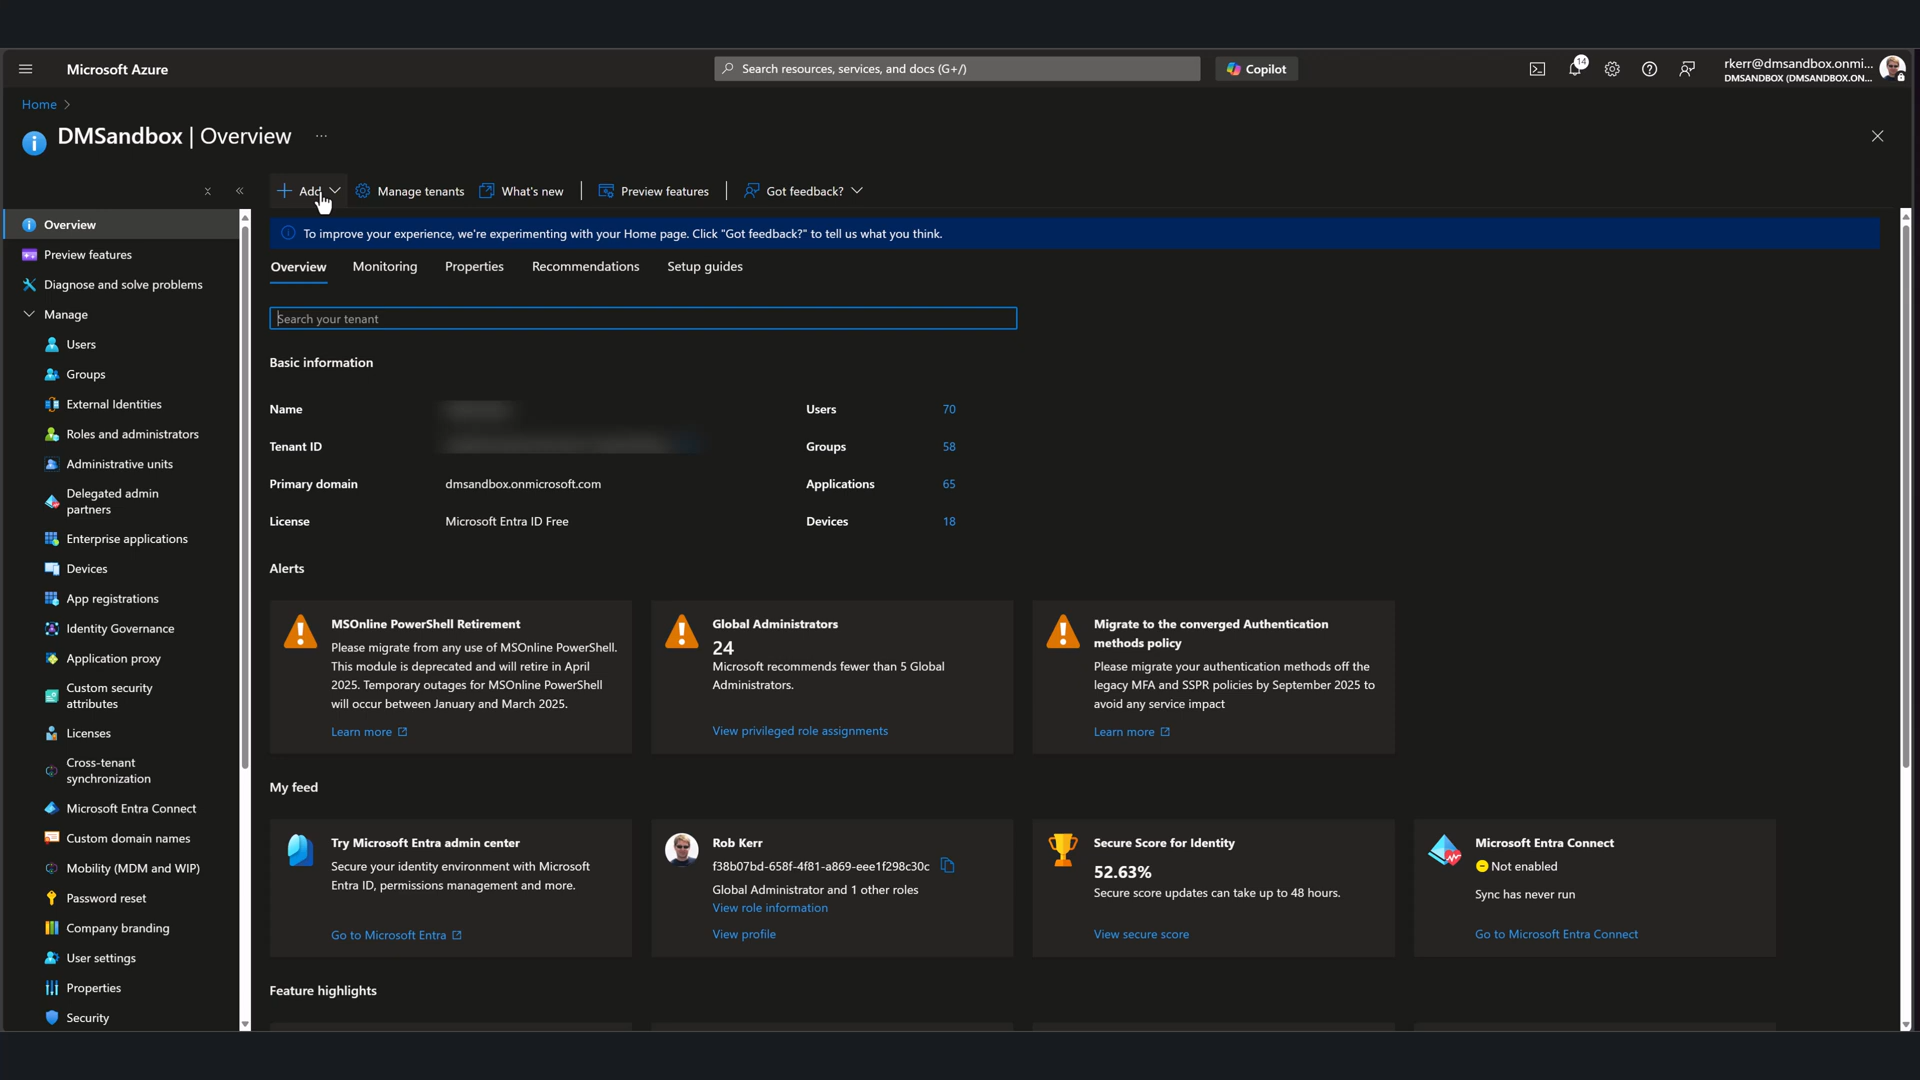 Microsoft Azure
Search resources, services, and docs (G+/)
Copilot
14
rkerr@dmsandbox.onmi...
DMSANDBOX (DMSANDBOX.ON...
Home
DMSandbox | Overview
...
Add
Manage tenants
What's new
Preview features
Got feedback?
To improve your experience, we're experimenting with your Home page. Click "Got feedback?" to tell us what you think.
Overview
Preview features
Diagnose and solve problems
Manage
Users
Groups
External Identities
Roles and administrators
Administrative units
Delegated admin
partners
Enterprise applications
Devices
App registrations
Identity Governance
Application proxy
Custom security
attributes
Licenses
Cross-tenant
synchronization
Microsoft Entra Connect
Custom domain names
Mobility (MDM and WIP)
Password reset
Company branding
User settings
Properties
Security
Overview
Monitoring
Properties
Recommendations
Setup guides
Search your tenant
Basic information
Name
Users
70
Tenant ID
Groups
58
Primary domain
dmsandbox.onmicrosoft.com
Applications
65
License
Microsoft Entra ID Free
Devices
18
Alerts
MSOnline PowerShell Retirement
Please migrate from any use of MSOnline PowerShell.
This module is deprecated and will retire in April
2025. Temporary outages for MSOnline PowerShell
will occur between January and March 2025.
Learn more
Global Administrators
24
Microsoft recommends fewer than 5 Global
Administrators.
View privileged role assignments
Migrate to the converged Authentication
methods policy
Please migrate your authentication methods off the
legacy MFA and SSPR policies by September 2025 to
avoid any service impact
Learn more
My feed
Try Microsoft Entra admin center
Secure your identity environment with Microsoft
Entra ID, permissions management and more.
Go to Microsoft Entra
Rob Kerr
f38b07bd-658f-4f81-a869-eee1f298c30c
Global Administrator and 1 other roles
View role information
View profile
Secure Score for Identity
52.63%
Secure score updates can take up to 48 hours.
View secure score
Microsoft Entra Connect
Not enabled
Sync has never run
Go to Microsoft Entra Connect
Feature highlights